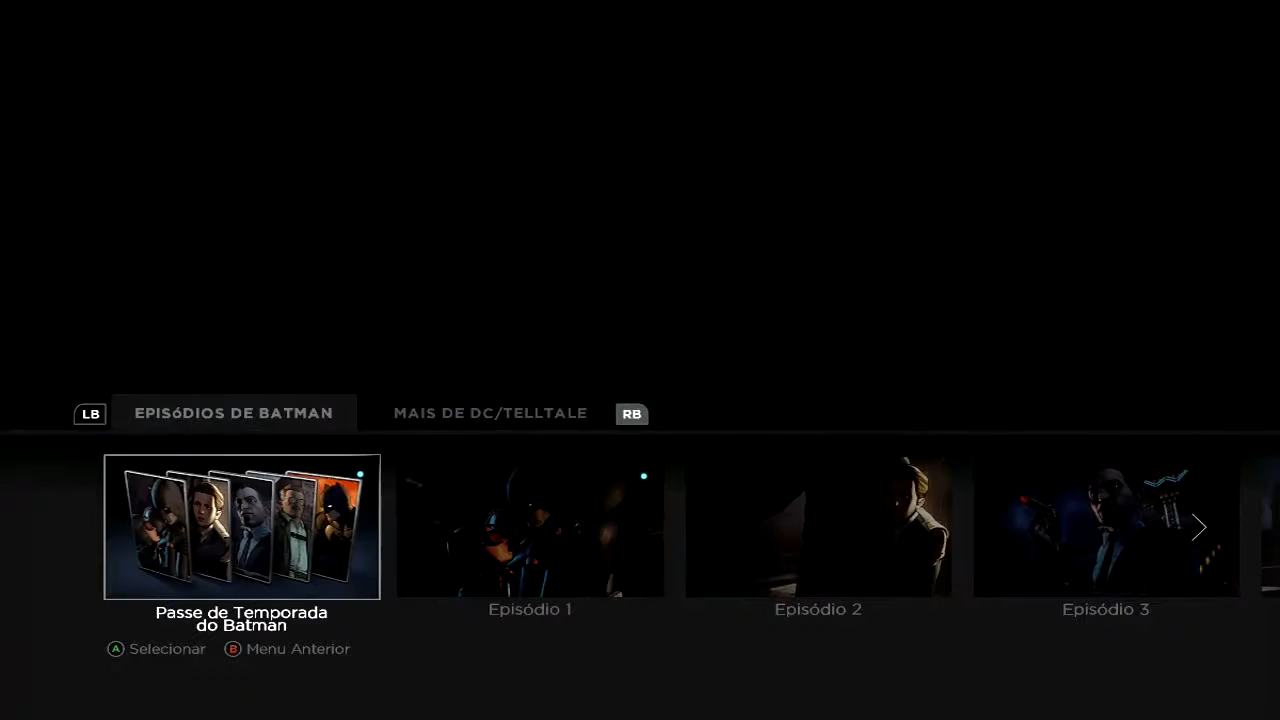 LB EPISóDIOS DE BATMAN MAIS DE DC/TELLTALE RB
Passe de Temporada
do Batman
Episódio 1
Episódio 2
Episódio 3
A Selecionar B Menu Anterior